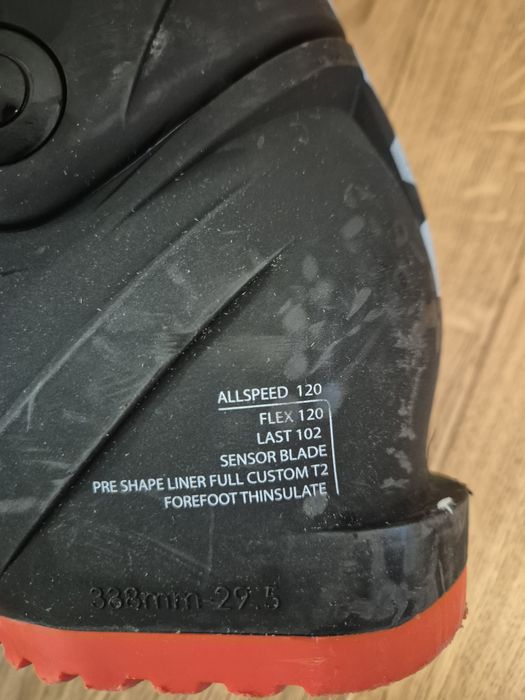 ALLSPEED 120
FLEX 120
LAST 102
SENSOR BLADE
PRE SHAPE LINER FULL CUSTOM T2
FOREFOOT THINSULATE
338mm-29.5